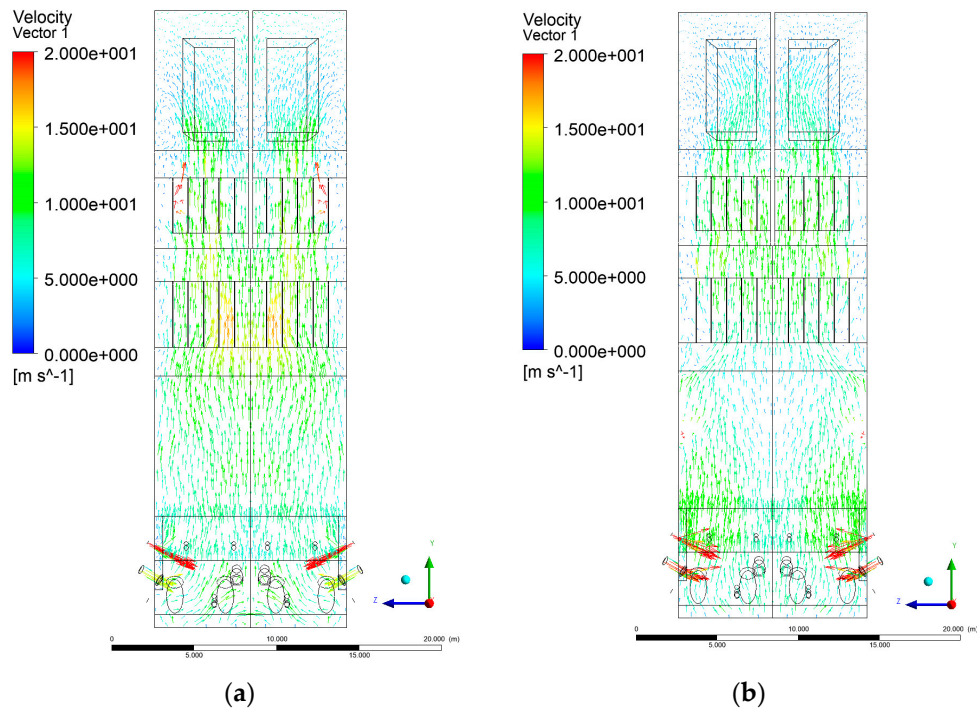 Velocity
Vector 1
2.000e+001
1.500e+001
1.000e+001
5.000e+000
0.000e+000
[m s^-1]
Y
Z
0 10.000 20.000 (m)
5.000 15.000
(a)
Velocity
Vector 1
2.000e+001
1.500e+001
1.000e+001
5.000e+000
0.000e+000
[m s^-1]
Y
Z
0 10.000 20.000 (m)
5.000 15.000
(b)